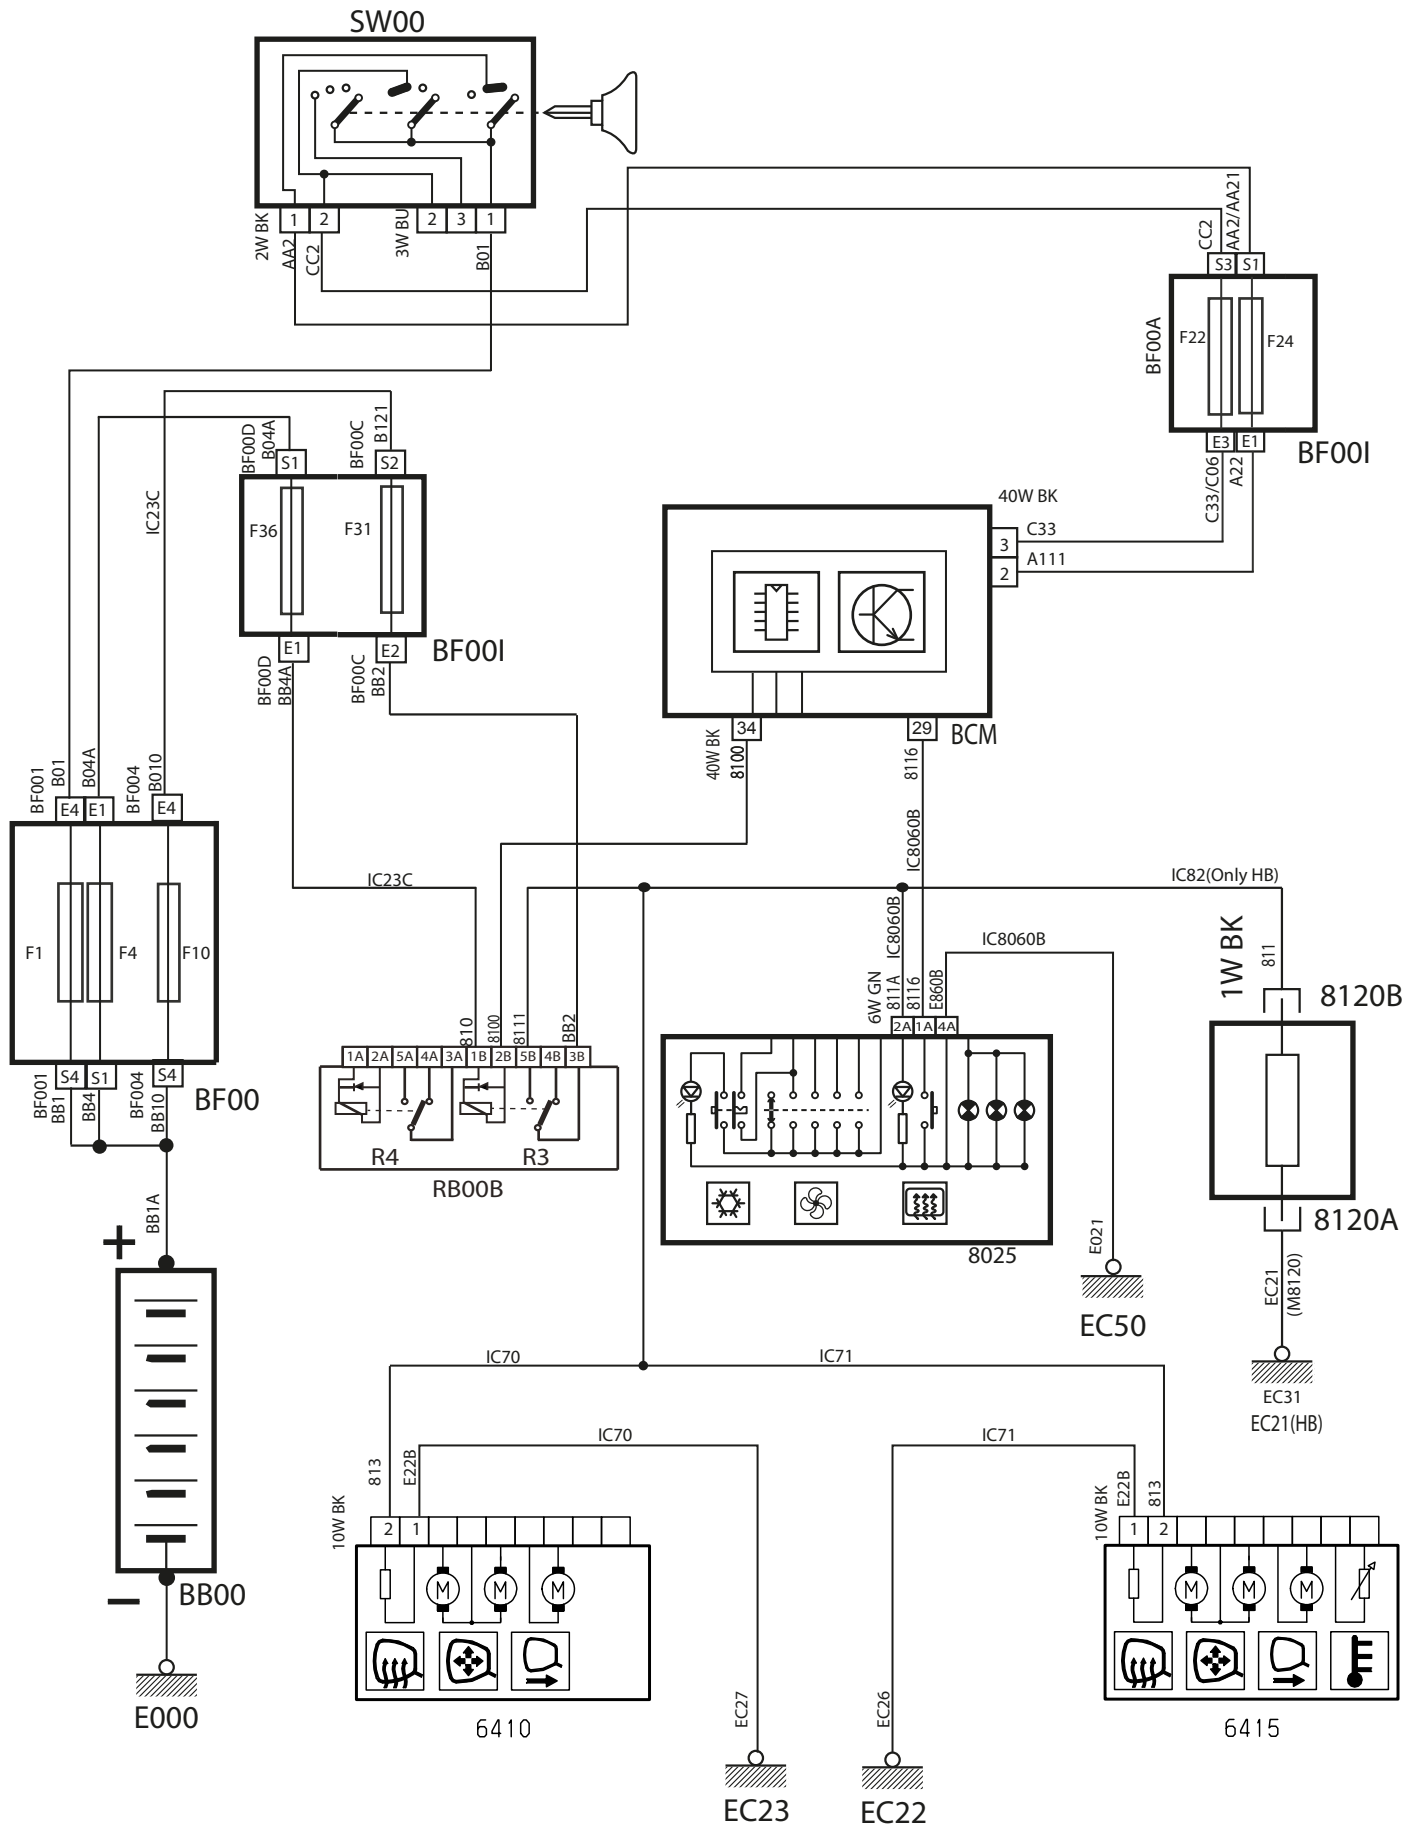 SW00
1 2 2 3 1
2W BK
AA2
CC2
3W BU
B01
CC2
AA2/AA21
S3 S1
BF00A
F22
F24
E3 E1
BF00I
C33/C06
A22
BF00D
B04A
BF00C
B121
S1
S2
IC23C
F36
F31
E1
E2
BF00I
BF00D
BB4A
BF00C
BB2
40W BK
3
C33
2
A111
34
29
BCM
40W BK
8100
8116
IC8060B
BF001
B01
B04A
BF004
B010
E4 E1
E4
F1
F4
F10
S4 S1
S4
BF00
BF001
BB1
BB4
BF004
BB10
IC23C
IC82(Only HB)
IC8060B
IC8060B
1W BK
811
8120B
6W GN
811A
8116
E860B
2A 1A 4A
810
8100
8111
BB2
1A 2A 5A 4A 3A 1B 2B 5B 4B 3B
R4
R3
RB00B
8025
E021
EC50
8120A
EC21
(M8120)
EC31
EC21(HB)
BB1A
+
−
BB00
E000
IC70
IC71
IC70
IC71
813
E22B
10W BK
2 1
M M M
6410
EC27
EC23
EC26
EC22
10W BK
E22B
813
1 2
M M M
6415